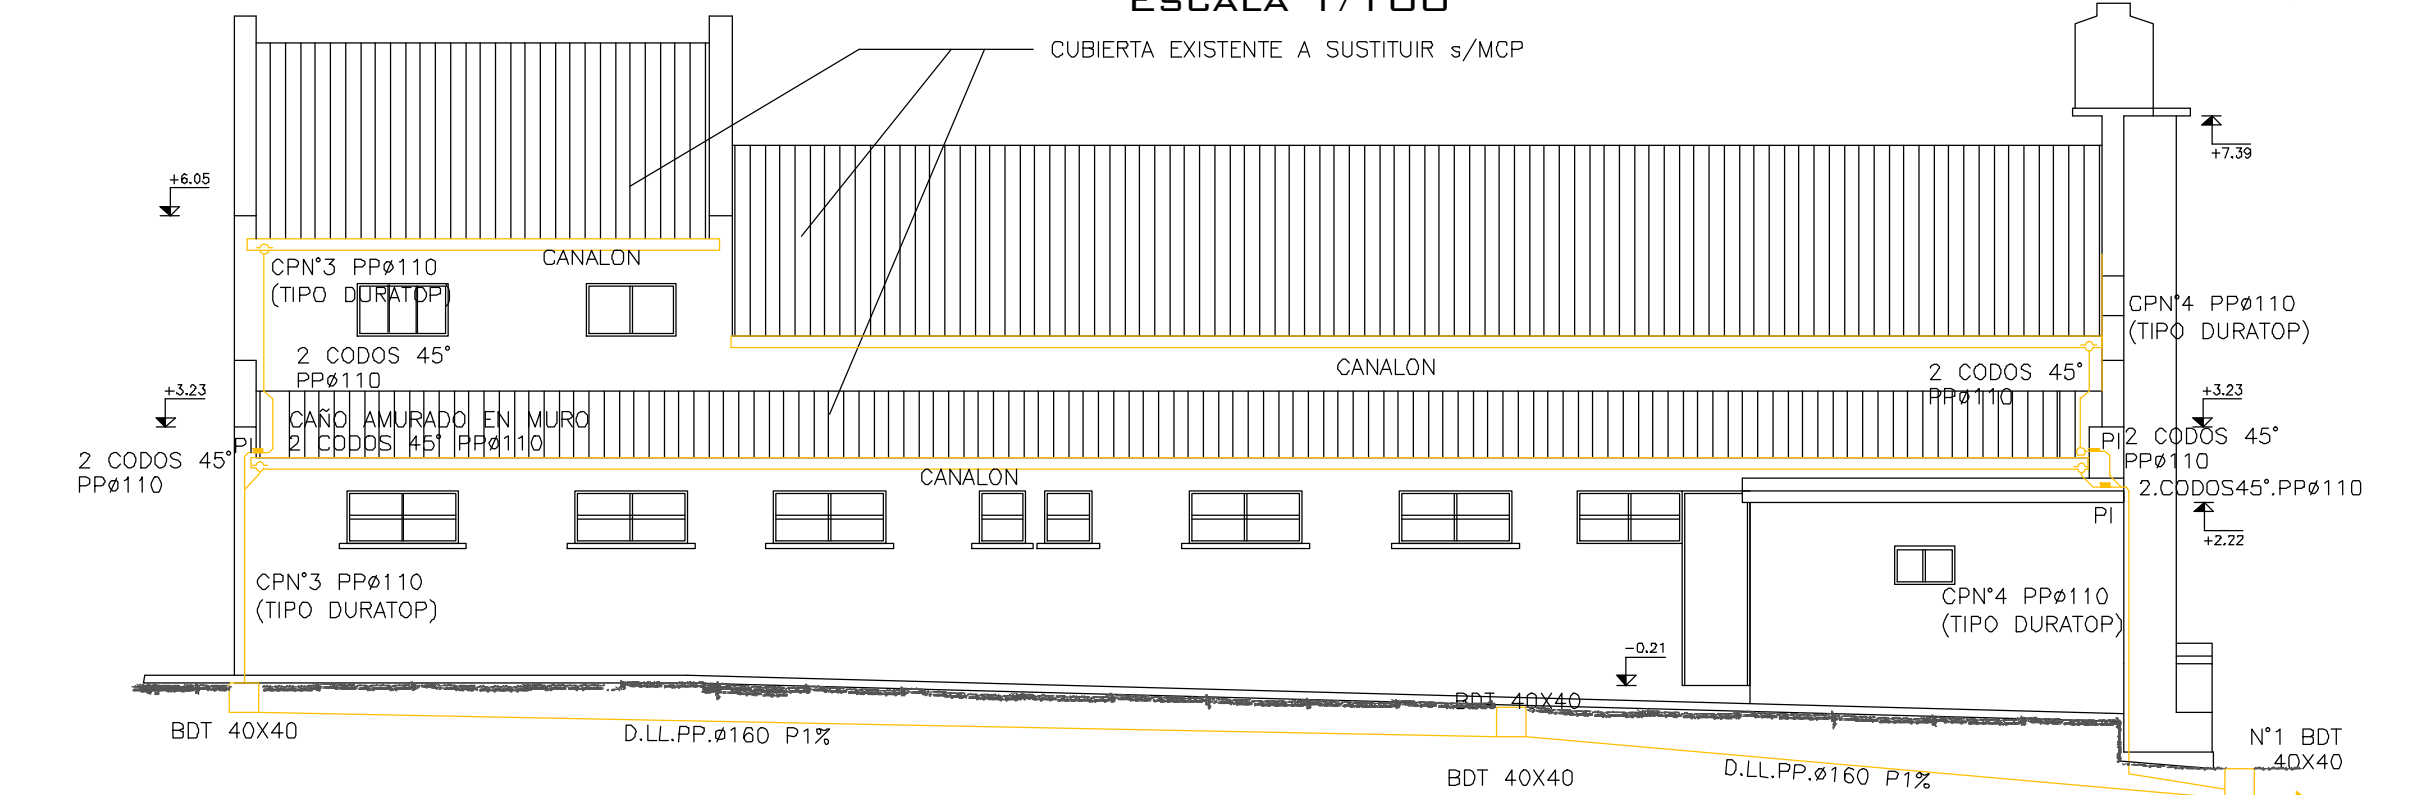 ESCALA 1/100
CUBIERTA EXISTENTE A SUSTITUIR s/MCP
+7.39
+6.05
CANALON
CPN°3 PPø110
(TIPO DURATOP)
CPN°4 PPø110
(TIPO DURATOP)
2 CODOS 45°
PPø110
CANALON
2 CODOS 45°
PPø110
+3.23
+3.23
CAÑO AMURADO EN MURO
2 CODOS 45° PPø110
PI
2 CODOS 45°
PPø110
PI
2 CODOS 45°
PPø110
CANALON
2.CODOS45°.PPø110
PI
+2.22
CPN°3 PPø110
(TIPO DURATOP)
CPN°4 PPø110
(TIPO DURATOP)
-0.21
BDT 40X40
BDT 40X40
D.LL.PP.ø160 P1%
N°1 BDT
40X40
BDT 40X40
D.LL.PP.ø160 P1%